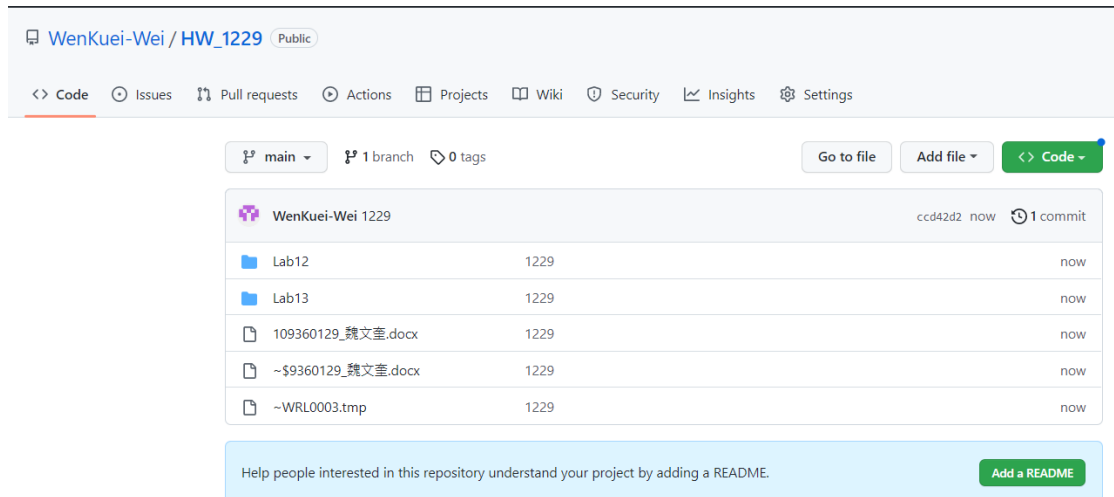 WenKuei-Wei / HW_1229 Public
<> Code Issues Pull requests Actions Projects Wiki Security Insights Settings
main 1 branch 0 tags Go to file Add file <> Code
WenKuei-Wei 1229 ccd42d2 now 1 commit
Lab12 1229 now
Lab13 1229 now
109360129_魏文奎.docx 1229 now
~$9360129_魏文奎.docx 1229 now
~WRL0003.tmp 1229 now
Help people interested in this repository understand your project by adding a README. Add a README